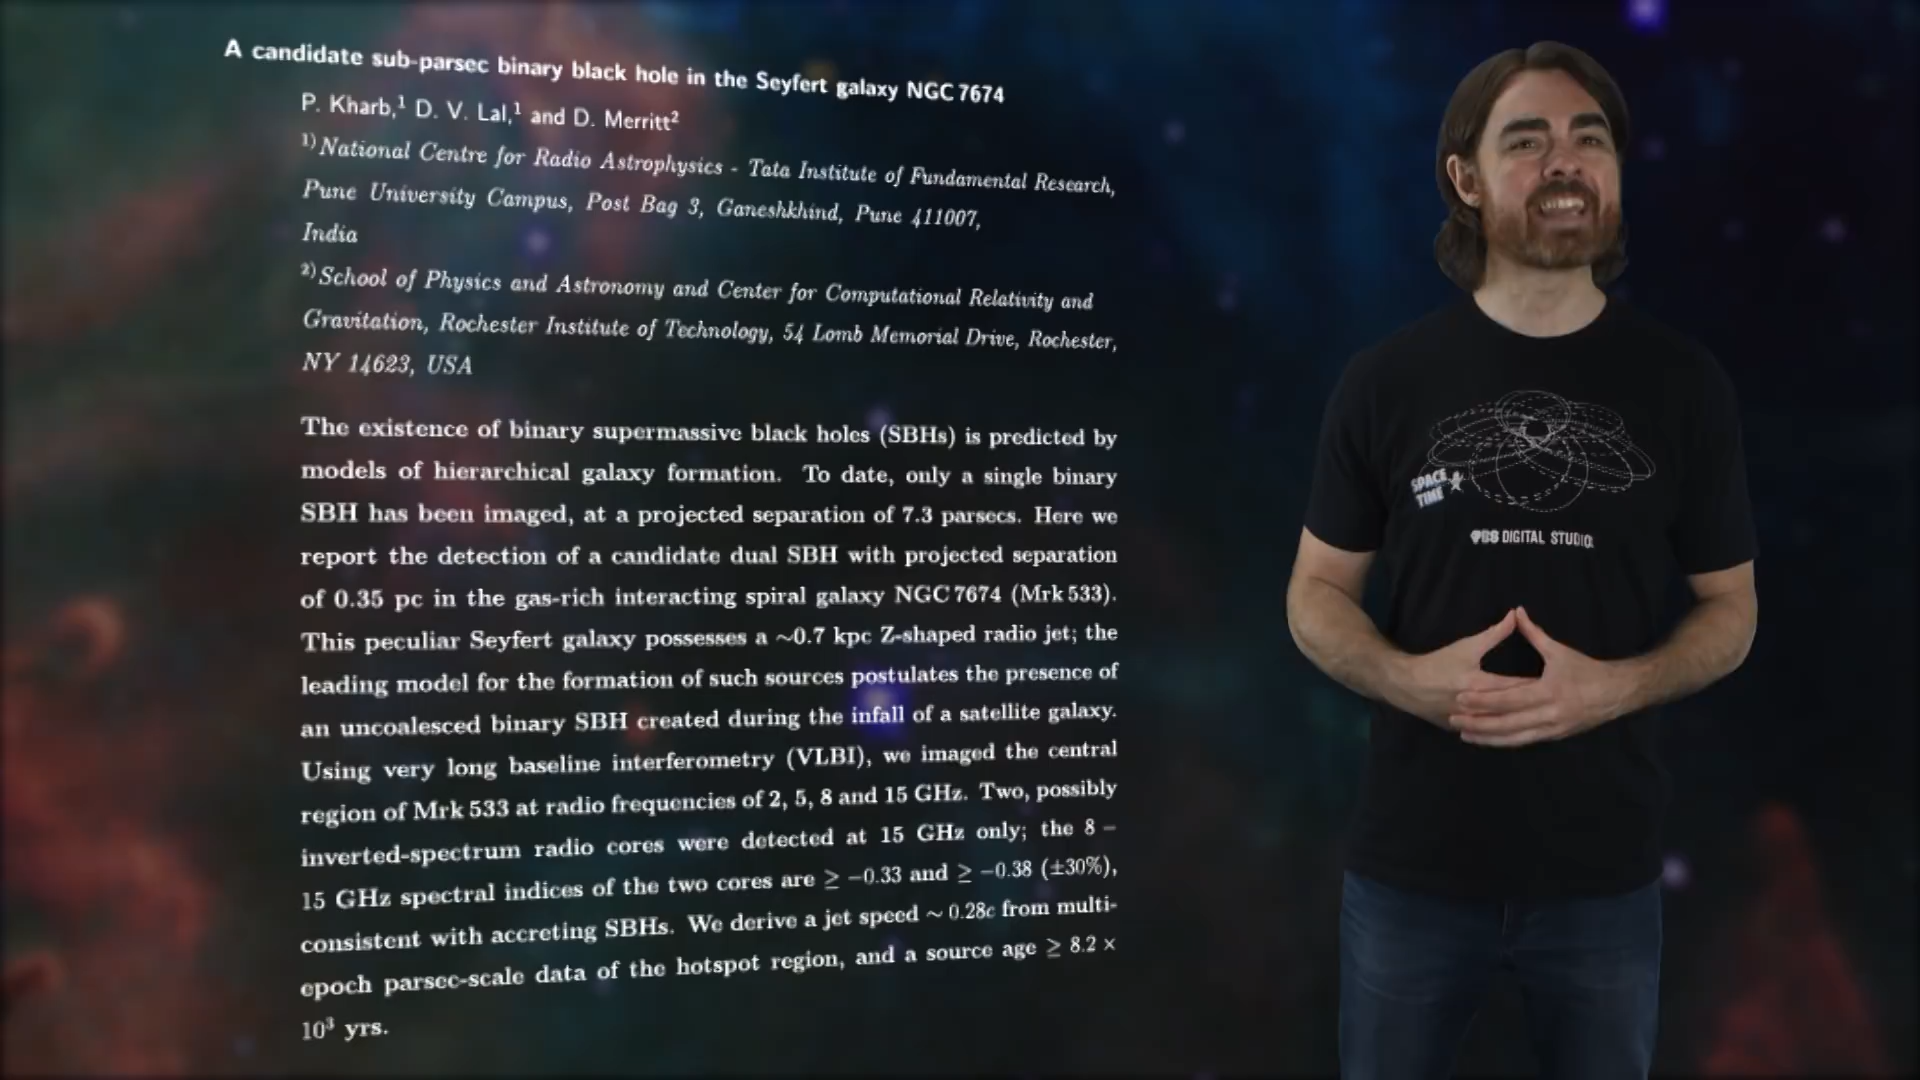 A candidate sub-parsec binary black hole in the Seyfert galaxy NGC 7674
P. Kharb,¹ D. V. Lal,¹ and D. Merritt²
¹⁾National Centre for Radio Astrophysics - Tata Institute of Fundamental Research,
Pune University Campus, Post Bag 3, Ganeshkhind, Pune 411007,
India
²⁾School of Physics and Astronomy and Center for Computational Relativity and
Gravitation, Rochester Institute of Technology, 54 Lomb Memorial Drive, Rochester,
NY 14623, USA
The existence of binary supermassive black holes (SBHs) is predicted by
models of hierarchical galaxy formation. To date, only a single binary
SBH has been imaged, at a projected separation of 7.3 parsecs. Here we
report the detection of a candidate dual SBH with projected separation
of 0.35 pc in the gas-rich interacting spiral galaxy NGC 7674 (Mrk 533).
This peculiar Seyfert galaxy possesses a ~0.7 kpc Z-shaped radio jet; the
leading model for the formation of such sources postulates the presence of
an uncoalesced binary SBH created during the infall of a satellite galaxy.
Using very long baseline interferometry (VLBI), we imaged the central
region of Mrk 533 at radio frequencies of 2, 5, 8 and 15 GHz. Two, possibly
inverted-spectrum radio cores were detected at 15 GHz only; the 8 –
15 GHz spectral indices of the two cores are ≥ −0.33 and ≥ −0.38 (±30%),
consistent with accreting SBHs. We derive a jet speed ~ 0.28c from multi-
epoch parsec-scale data of the hotspot region, and a source age ≥ 8.2 ×
10³ yrs.
SPACE
TIME
PBS DIGITAL STUDIOS